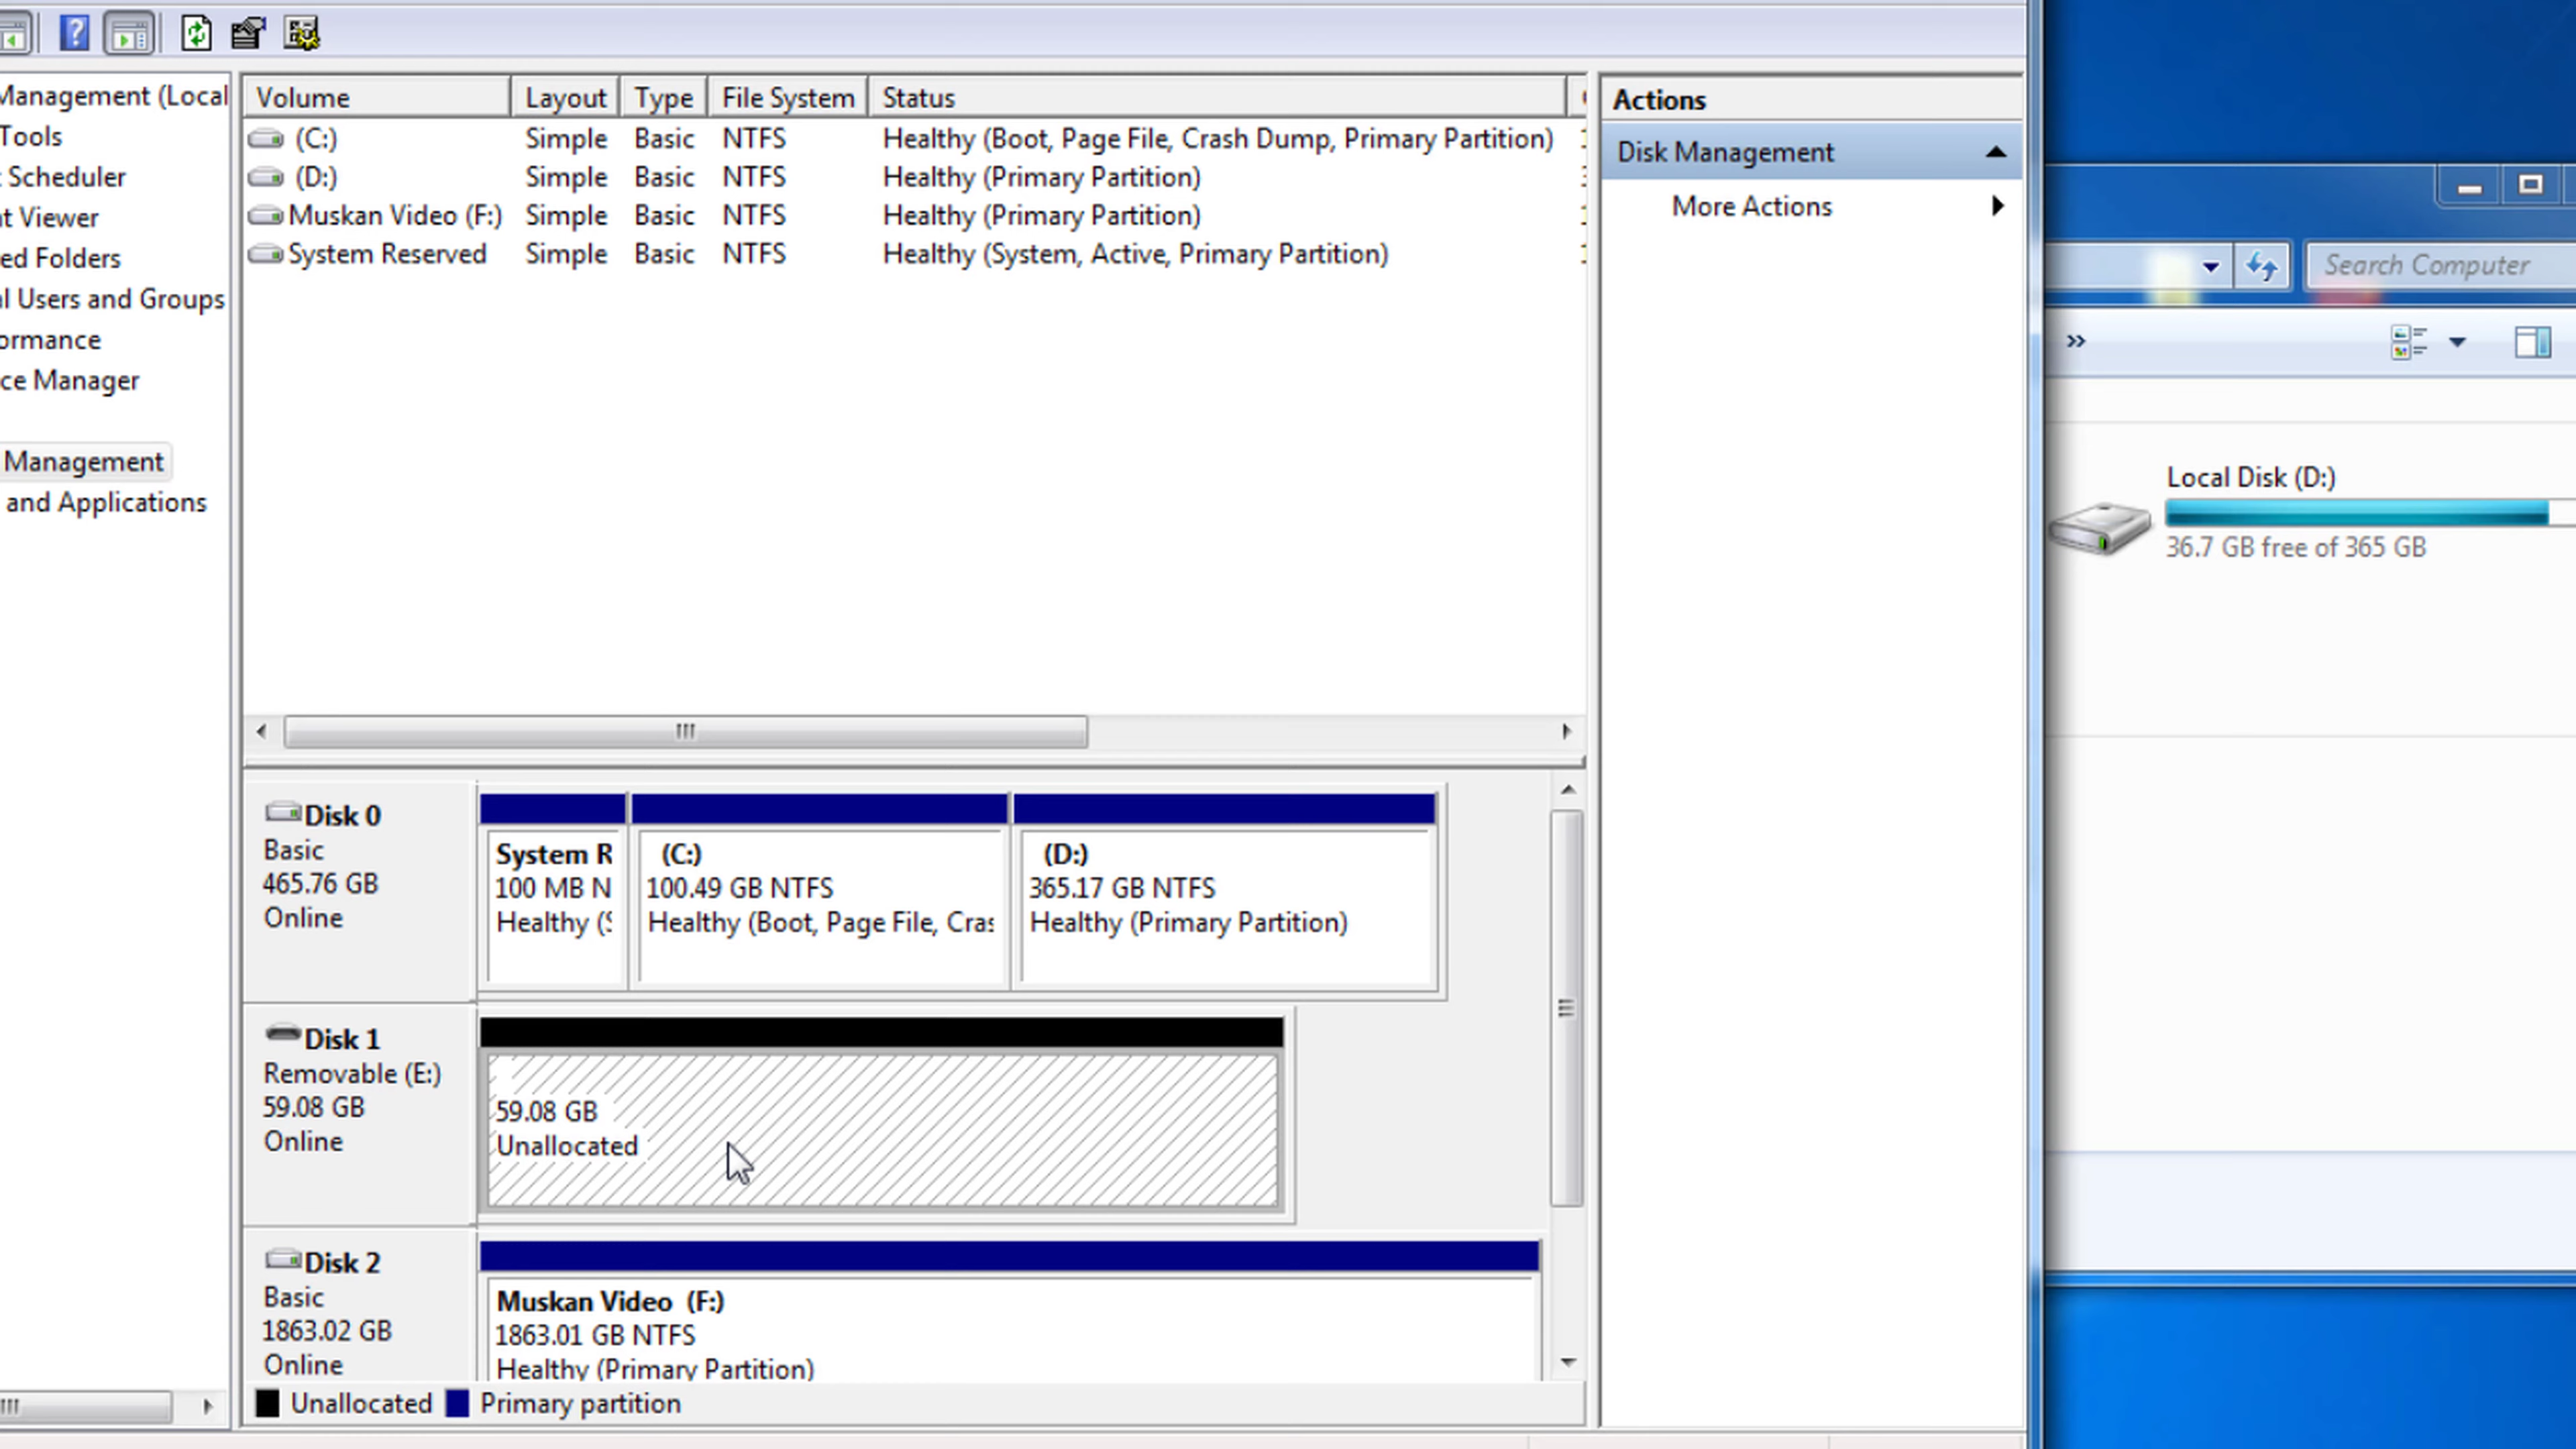 Management (Local
Tools
Scheduler
t Viewer
ed Folders
l Users and Groups
ormance
ce Manager
Management
and Applications
Volume Layout Type File System Status
(C:) Simple Basic NTFS Healthy (Boot, Page File, Crash Dump, Primary Partition)
(D:) Simple Basic NTFS Healthy (Primary Partition)
Muskan Video (F:) Simple Basic NTFS Healthy (Primary Partition)
System Reserved Simple Basic NTFS Healthy (System, Active, Primary Partition)
Disk 0
Basic
465.76 GB
Online
System R
100 MB N
Healthy (S
(C:)
100.49 GB NTFS
Healthy (Boot, Page File, Cras
(D:)
365.17 GB NTFS
Healthy (Primary Partition)
Disk 1
Removable (E:)
59.08 GB
Online
59.08 GB
Unallocated
Disk 2
Basic
1863.02 GB
Online
Muskan Video (F:)
1863.01 GB NTFS
Healthy (Primary Partition)
Unallocated Primary partition
Actions
Disk Management
More Actions
Search Computer
Local Disk (D:)
36.7 GB free of 365 GB